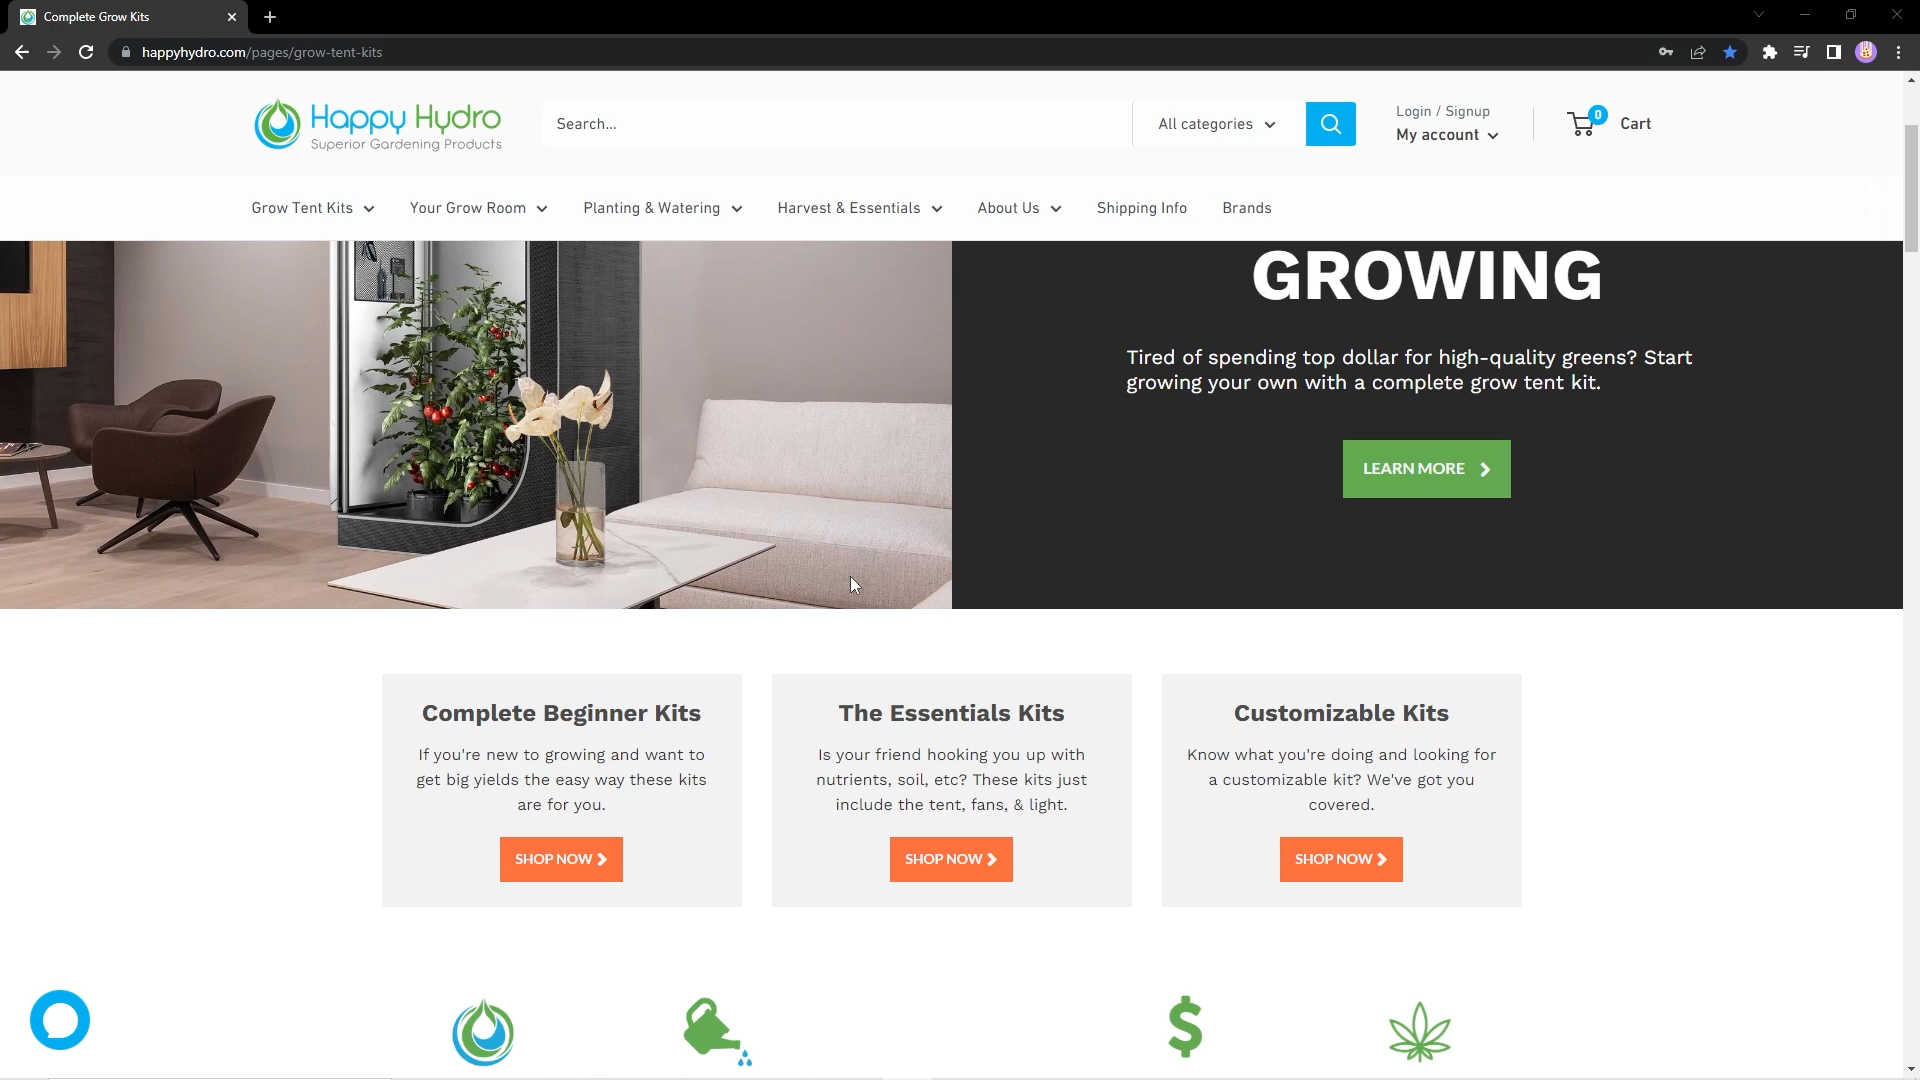 Complete Grow Kits
happyhydro.com/pages/grow-tent-kits
Happy Hydro
Superior Gardening Products
Search...
All categories
Login / Signup
My account
0
Cart
Grow Tent Kits
Your Grow Room
Planting & Watering
Harvest & Essentials
About Us
Shipping Info
Brands
GROWING
Tired of spending top dollar for high-quality greens? Start
growing your own with a complete grow tent kit.
LEARN MORE
Complete Beginner Kits
If you're new to growing and want to
get big yields the easy way these kits
are for you.
SHOP NOW
The Essentials Kits
Is your friend hooking you up with
nutrients, soil, etc? These kits just
include the tent, fans, & light.
SHOP NOW
Customizable Kits
Know what you're doing and looking for
a customizable kit? We've got you
covered.
SHOP NOW